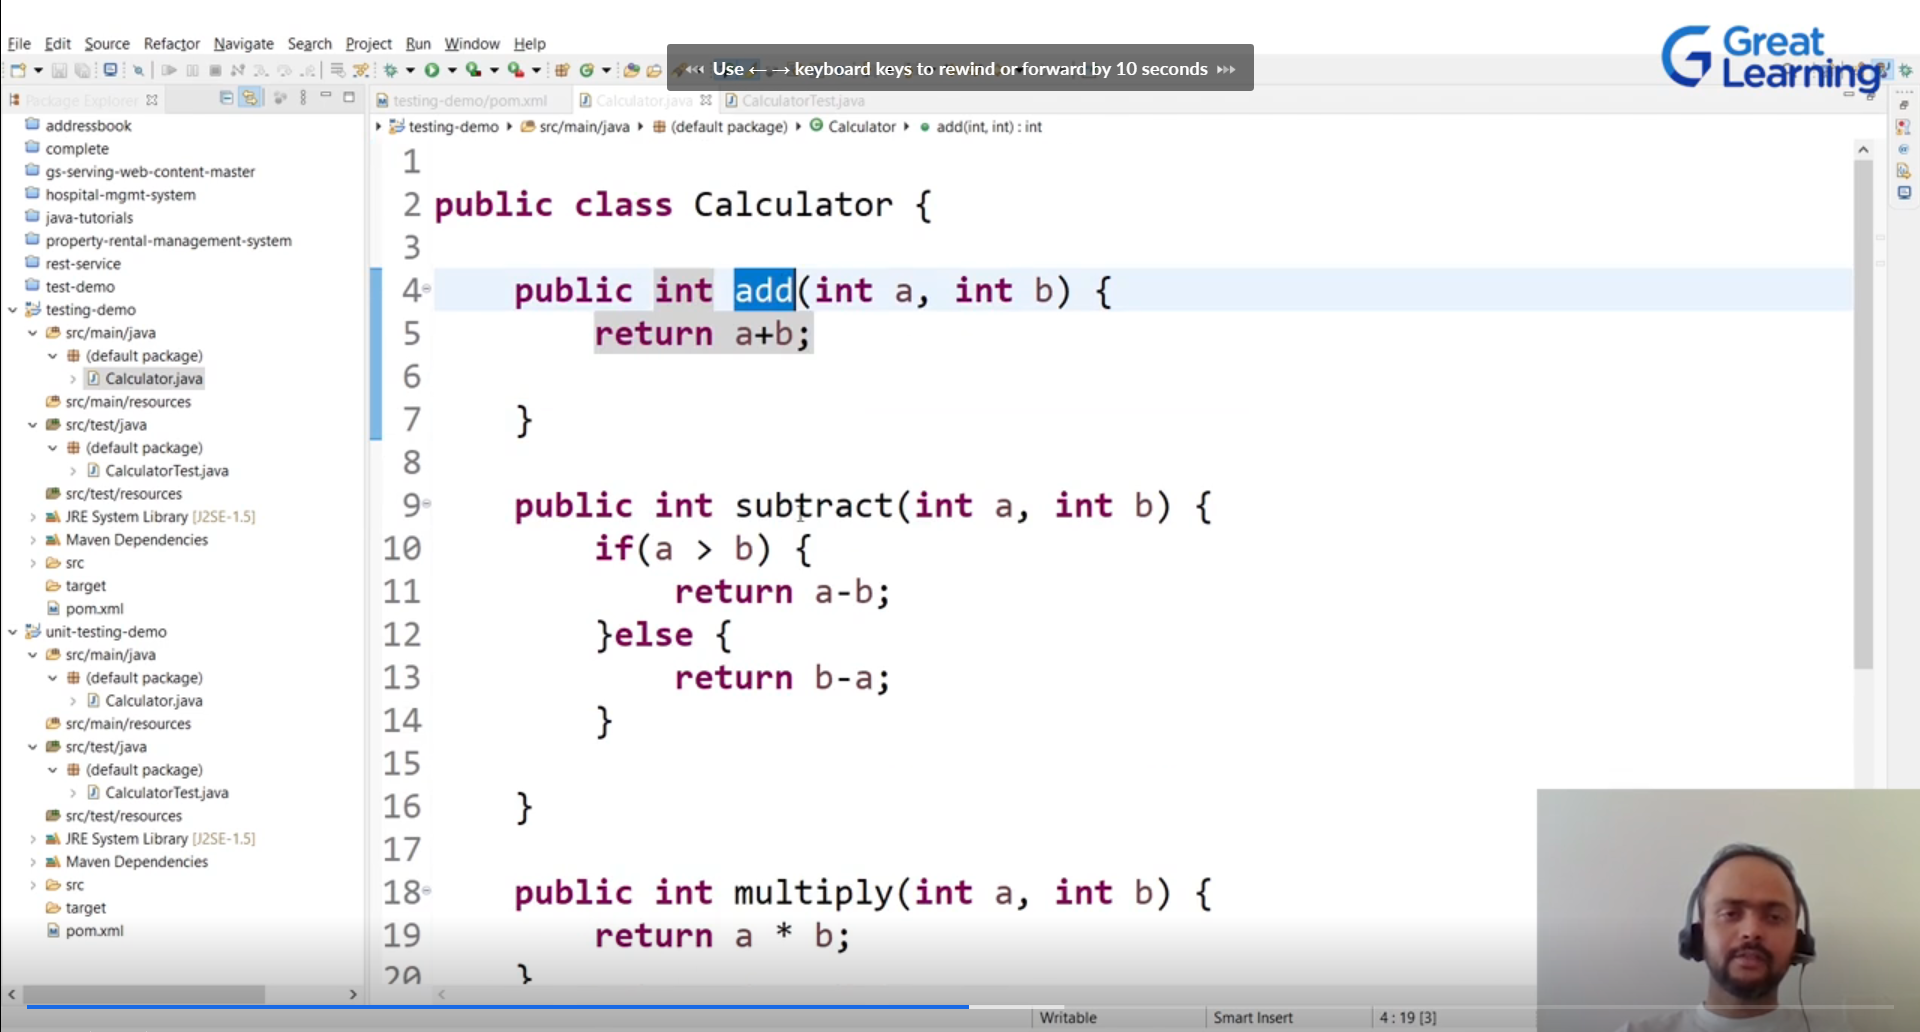 File Edit Source Refactor Navigate Search Project Run Window Help
Great Learning
Use ←→ keyboard keys to rewind or forward by 10 seconds
Package Explorer
testing-demo/pom.xml Calculator.java CalculatorTest.java
testing-demo src/main/java (default package) Calculator add(int, int) : int
addressbook
complete
gs-serving-web-content-master
hospital-mgmt-system
java-tutorials
property-rental-management-system
rest-service
test-demo
testing-demo
src/main/java
(default package)
Calculator.java
src/main/resources
src/test/java
(default package)
CalculatorTest.java
src/test/resources
JRE System Library [J2SE-1.5]
Maven Dependencies
src
target
pom.xml
unit-testing-demo
src/main/java
(default package)
Calculator.java
src/main/resources
src/test/java
(default package)
CalculatorTest.java
src/test/resources
JRE System Library [J2SE-1.5]
Maven Dependencies
src
target
pom.xml
1
2 public class Calculator {
3
4 public int add(int a, int b) {
5 return a+b;
6
7 }
8
9 public int subtract(int a, int b) {
10 if(a > b) {
11 return a-b;
12 }else {
13 return b-a;
14 }
15
16 }
17
18 public int multiply(int a, int b) {
19 return a * b;
20 }
Writable Smart Insert 4 : 19 [3]